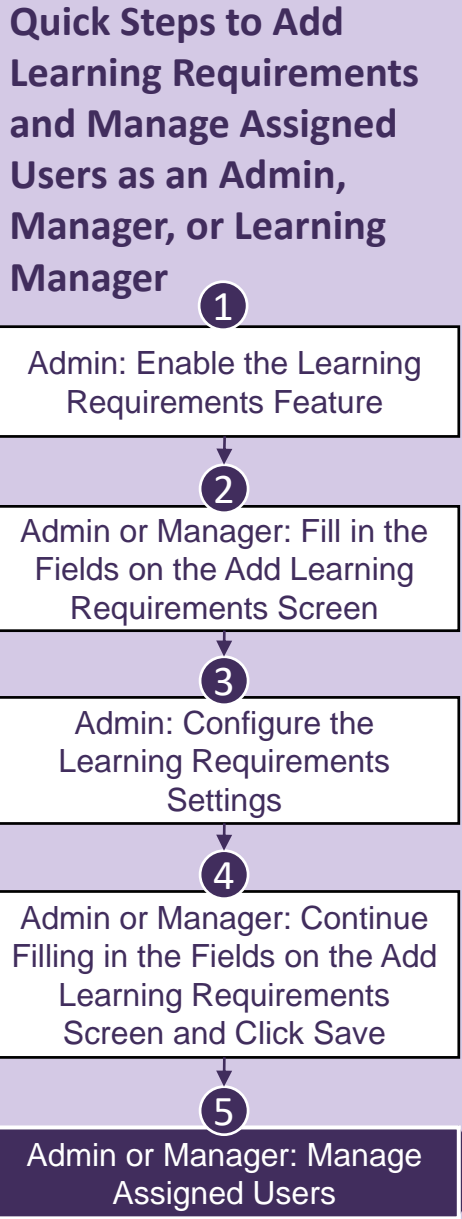 Quick Steps to Add
Learning Requirements
and Manage Assigned
Users as an Admin,
Manager, or Learning
Manager
1
Admin: Enable the Learning
Requirements Feature
2
Admin or Manager: Fill in the
Fields on the Add Learning
Requirements Screen
3
Admin: Configure the
Learning Requirements
Settings
4
Admin or Manager: Continue
Filling in the Fields on the Add
Learning Requirements
Screen and Click Save
5
Admin or Manager: Manage
Assigned Users